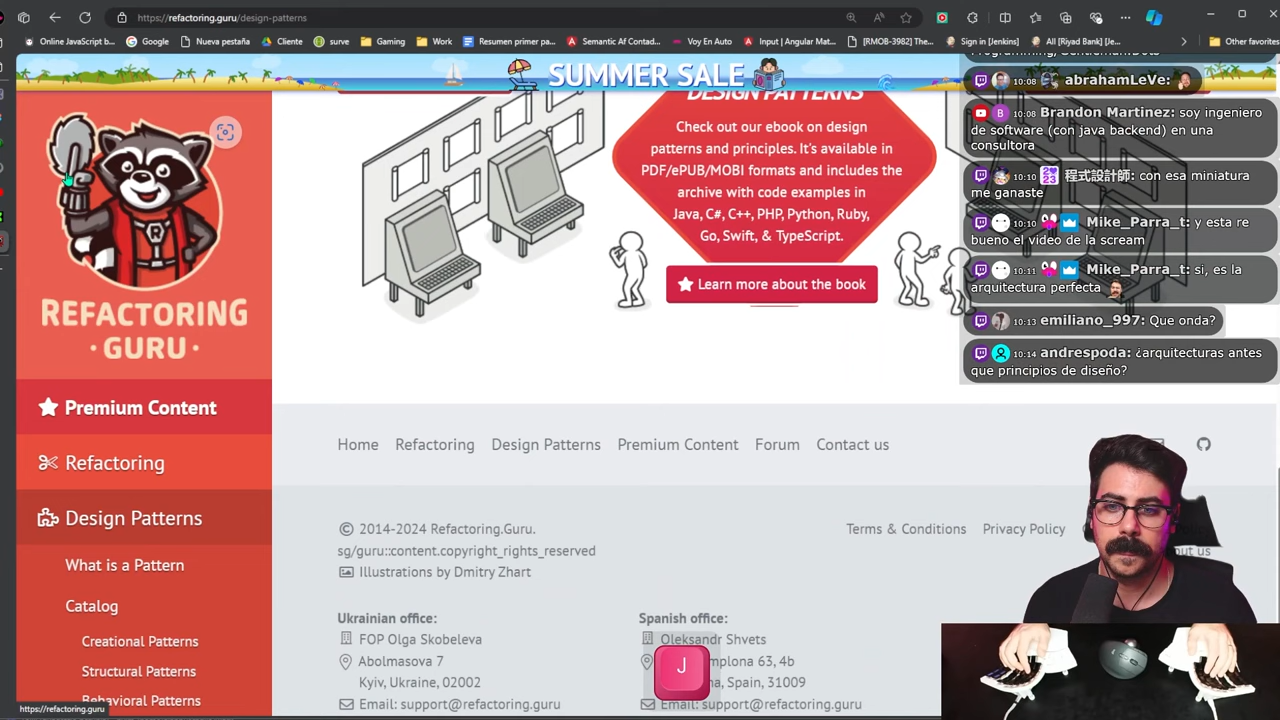 https://refactoring.guru/design-patterns
Online JavaScript b...
Google
Nueva pestaña
Cliente
surve
Gaming
Work
Resumen primer pa...
Semantic Af Contad...
Voy En Auto
Input | Angular Mat...
[RMOB-3982] [The...
Sign in [Jenkins]
All [Riyad Bank] [Je...
Other favorites
SUMMER SALE
DESIGN PATTERNS
Check out our ebook on design
patterns and principles. It's available in
PDF/ePUB/MOBI formats and includes the
archive with code examples in
Java, C#, C++, PHP, Python, Ruby,
Go, Swift, & TypeScript.
Learn more about the book
R
REFACTORING
· GURU ·
Premium Content
Refactoring
Design Patterns
What is a Pattern
Catalog
Creational Patterns
Structural Patterns
Behavioral Patterns
https://refactoring.guru
Home
Refactoring
Design Patterns
Premium Content
Forum
Contact us
© 2014-2024 Refactoring.Guru.
sg/guru::content.copyright_rights_reserved
Illustrations by Dmitry Zhart
Terms & Conditions
Privacy Policy
Ukrainian office:
FOP Olga Skobeleva
Abolmasova 7
Kyiv, Ukraine, 02002
Email: support@refactoring.guru
Spanish office:
Oleksandr Shvets
mplona 63, 4b
a, Spain, 31009
Email: support@refactoring.guru
J
10:08 abrahamLeVe:
10:08 Brandon Martinez: soy ingeniero
de software (con java backend) en una
consultora
10:10 2023 程式設計師: con esa miniatura
me ganaste
10:10 Mike_Parra_t: y esta re
bueno el video de la scream
10:11 Mike_Parra_t: si, es la
arquitectura perfecta
10:13 emiliano_997: Que onda?
10:14 andrespoda: ¿arquitecturas antes
que principios de diseño?